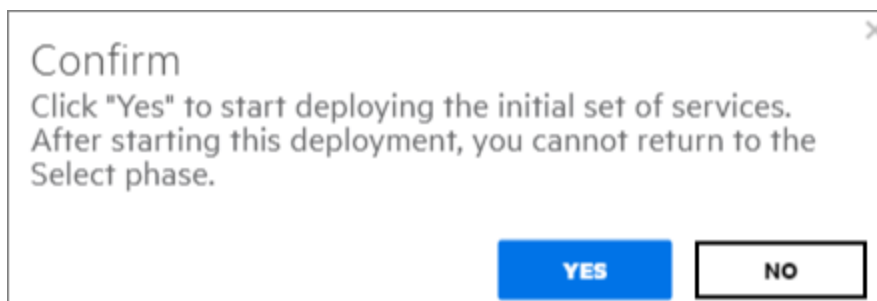 Confirm
Click "Yes" to start deploying the initial set of services.
After starting this deployment, you cannot return to the
Select phase.
YES
NO